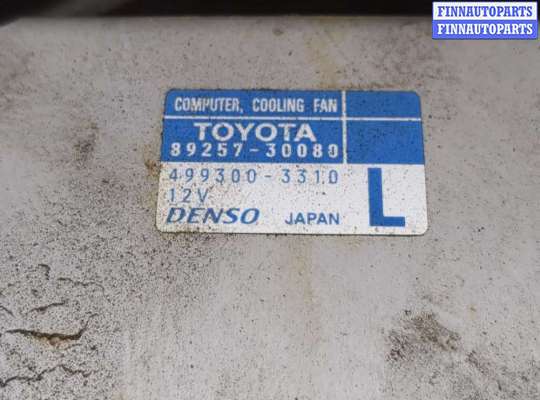 FINNAUTOPARTS
FINNAUTOPARTS
COMPUTER, COOLING FAN
TOYOTA
89257-30080
499300-3310
12V
DENSO JAPAN L